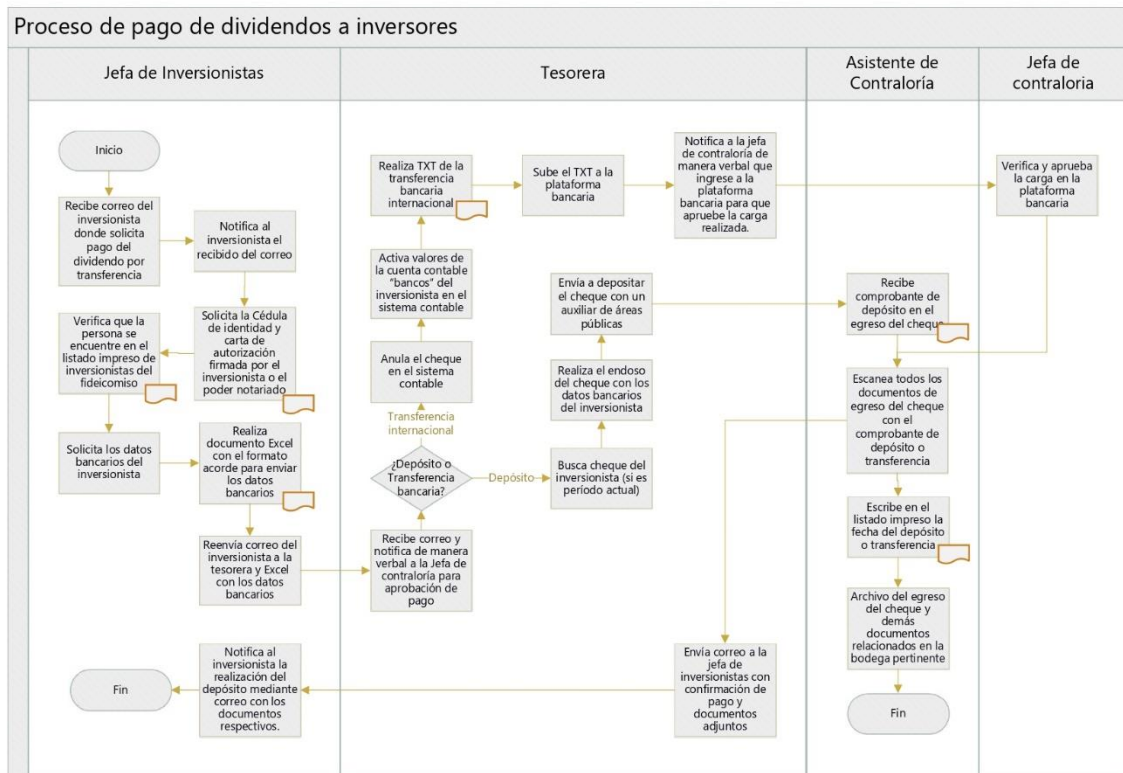 Proceso de pago de dividendos a inversores
Jefa de Inversionistas
Tesorera
Asistente de
Contraloría
Jefa de
contraloria
Inicio
Recibe correo del
inversionista
donde solicita
pago del
dividendo por
transferencia
Notifica al
inversionista el
recibido del correo
Solicita la Cédula
de identidad y
carta de
autorización
firmada por el
inversionista o el
poder notariado
Verifica que la
persona se
encuentre en el
listado impreso de
inversionistas del
fideicomiso
Solicita los datos
bancarios del
inversionista
Realiza
documento Excel
con el formato
acorde para enviar
los datos
bancarios
Reenvía correo del
inversionista a la
tesorera y Excel
con los datos
bancarios
Recibe correo y
notifica de manera
verbal a la Jefa de
contraloría para
aprobación de
pago
¿Depósito o
Transferencia
bancaria?
Transferencia
internacional
Anula el cheque
en el sistema
contable
Activa valores de
la cuenta contable
"bancos" del
inversionista en el
sistema contable
Realiza TXT de la
transferencia
bancaria
internacional
Sube el TXT a la
plataforma
bancaria
Notifica a la jefa
de contraloría de
manera verbal que
ingrese a la
plataforma
bancaria para que
apruebe la carga
realizada.
Verifica y aprueba
la carga en la
plataforma
bancaria
Depósito
Busca cheque del
inversionista (si es
período actual)
Realiza el endoso
del cheque con los
datos bancarios
del inversionista
Envía a depositar
el cheque con un
auxiliar de áreas
públicas
Recibe
comprobante de
depósito en el
egreso del cheque
Escanea todos los
documentos de
egreso del cheque
con el
comprobante de
depósito o
transferencia
Escribe en el
listado impreso la
fecha del depósito
o transferencia
Archivo del egreso
del cheque y
demás
documentos
relacionados en la
bodega pertinente
Fin
Envía correo a la
jefa de
inversionistas con
confirmación de
pago y
documentos
adjuntos
Notifica al
inversionista la
realización del
depósito mediante
correo con los
documentos
respectivos.
Fin